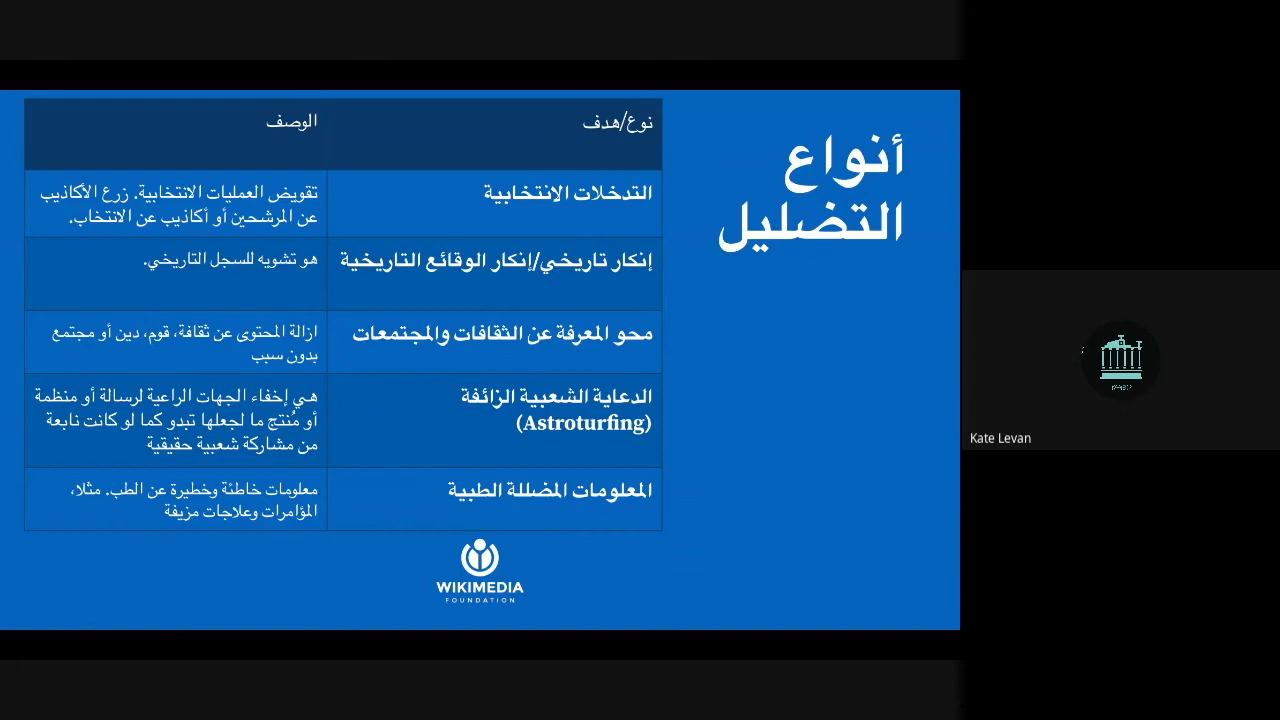 أنواع
التضليل
نوع/هدف
الوصف
التدخلات الانتخابية
تقويض العمليات الانتخابية. زرع الأكاذيب
عن المرشحين أو أكاذيب عن الانتخاب.
إنكار تاريخي/إنكار الوقائع التاريخية
هو تشويه للسجل التاريخي.
محو المعرفة عن الثقافات والمجتمعات
ازالة المحتوى عن ثقافة، قوم، دين أو مجتمع
بدون سبب
الدعاية الشعبية الزائفة
(Astroturfing)
هي إخفاء الجهات الراعية لرسالة أو منظمة
أو مُنتج ما لجعلها تبدو كما لو كانت نابعة
من مشاركة شعبية حقيقية
المعلومات المضللة الطبية
معلومات خاطئة وخطيرة عن الطب. مثلا،
المؤامرات وعلاجات مزيفة
WIKIMEDIA
FOUNDATION
Kate Levan